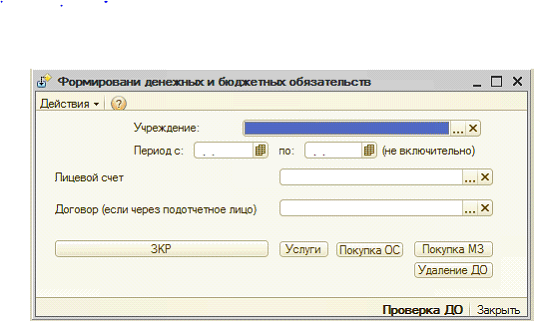 Формировани денежных и бюджетных обязательств
Действия
Учреждение:
Период с: . . по: . . (не включительно)
Лицевой счет
Договор (если через подотчетное лицо)
ЗКР Услуги Покупка ОС Покупка МЗ
Удаление ДО
Проверка ДО Закрыть